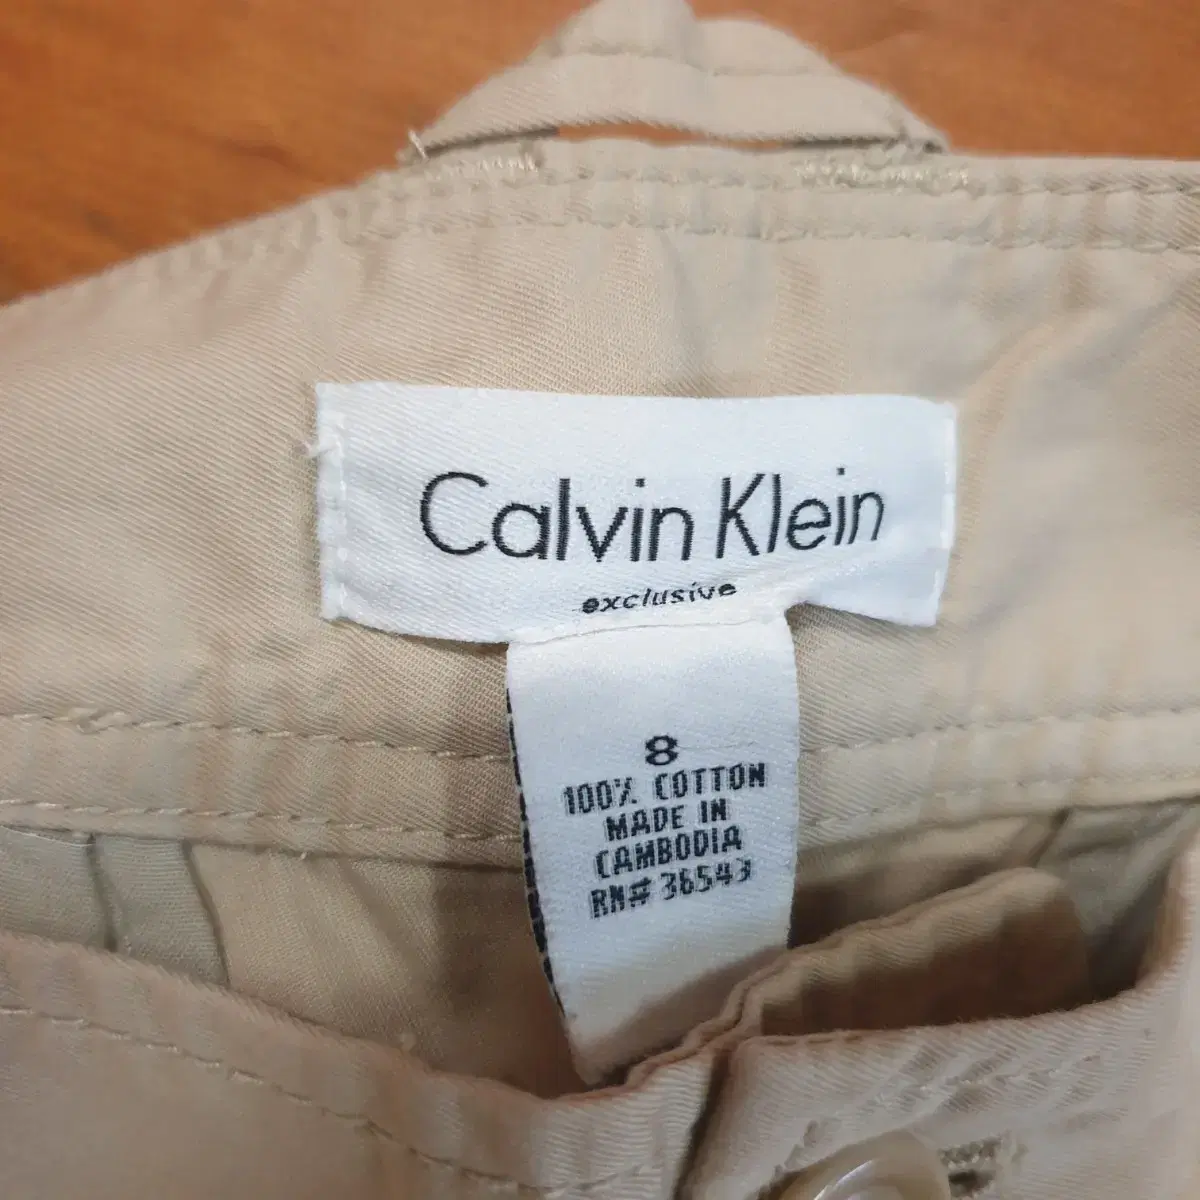 Calvin Klein
exclusive
8
100% COTTON
MADE IN
CAMBODIA
RN# 36543